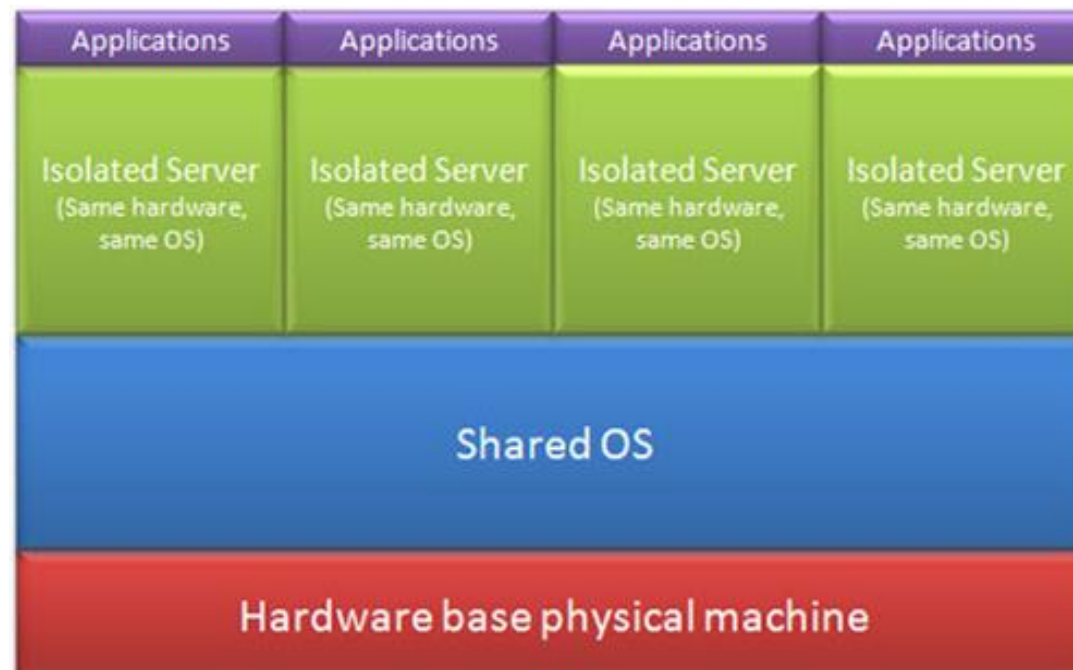 Applications
Applications
Applications
Applications
Isolated Server
(Same hardware,
same OS)
Isolated Server
(Same hardware,
same OS)
Isolated Server
(Same hardware,
same OS)
Isolated Server
(Same hardware,
same OS)
Shared OS
Hardware base physical machine